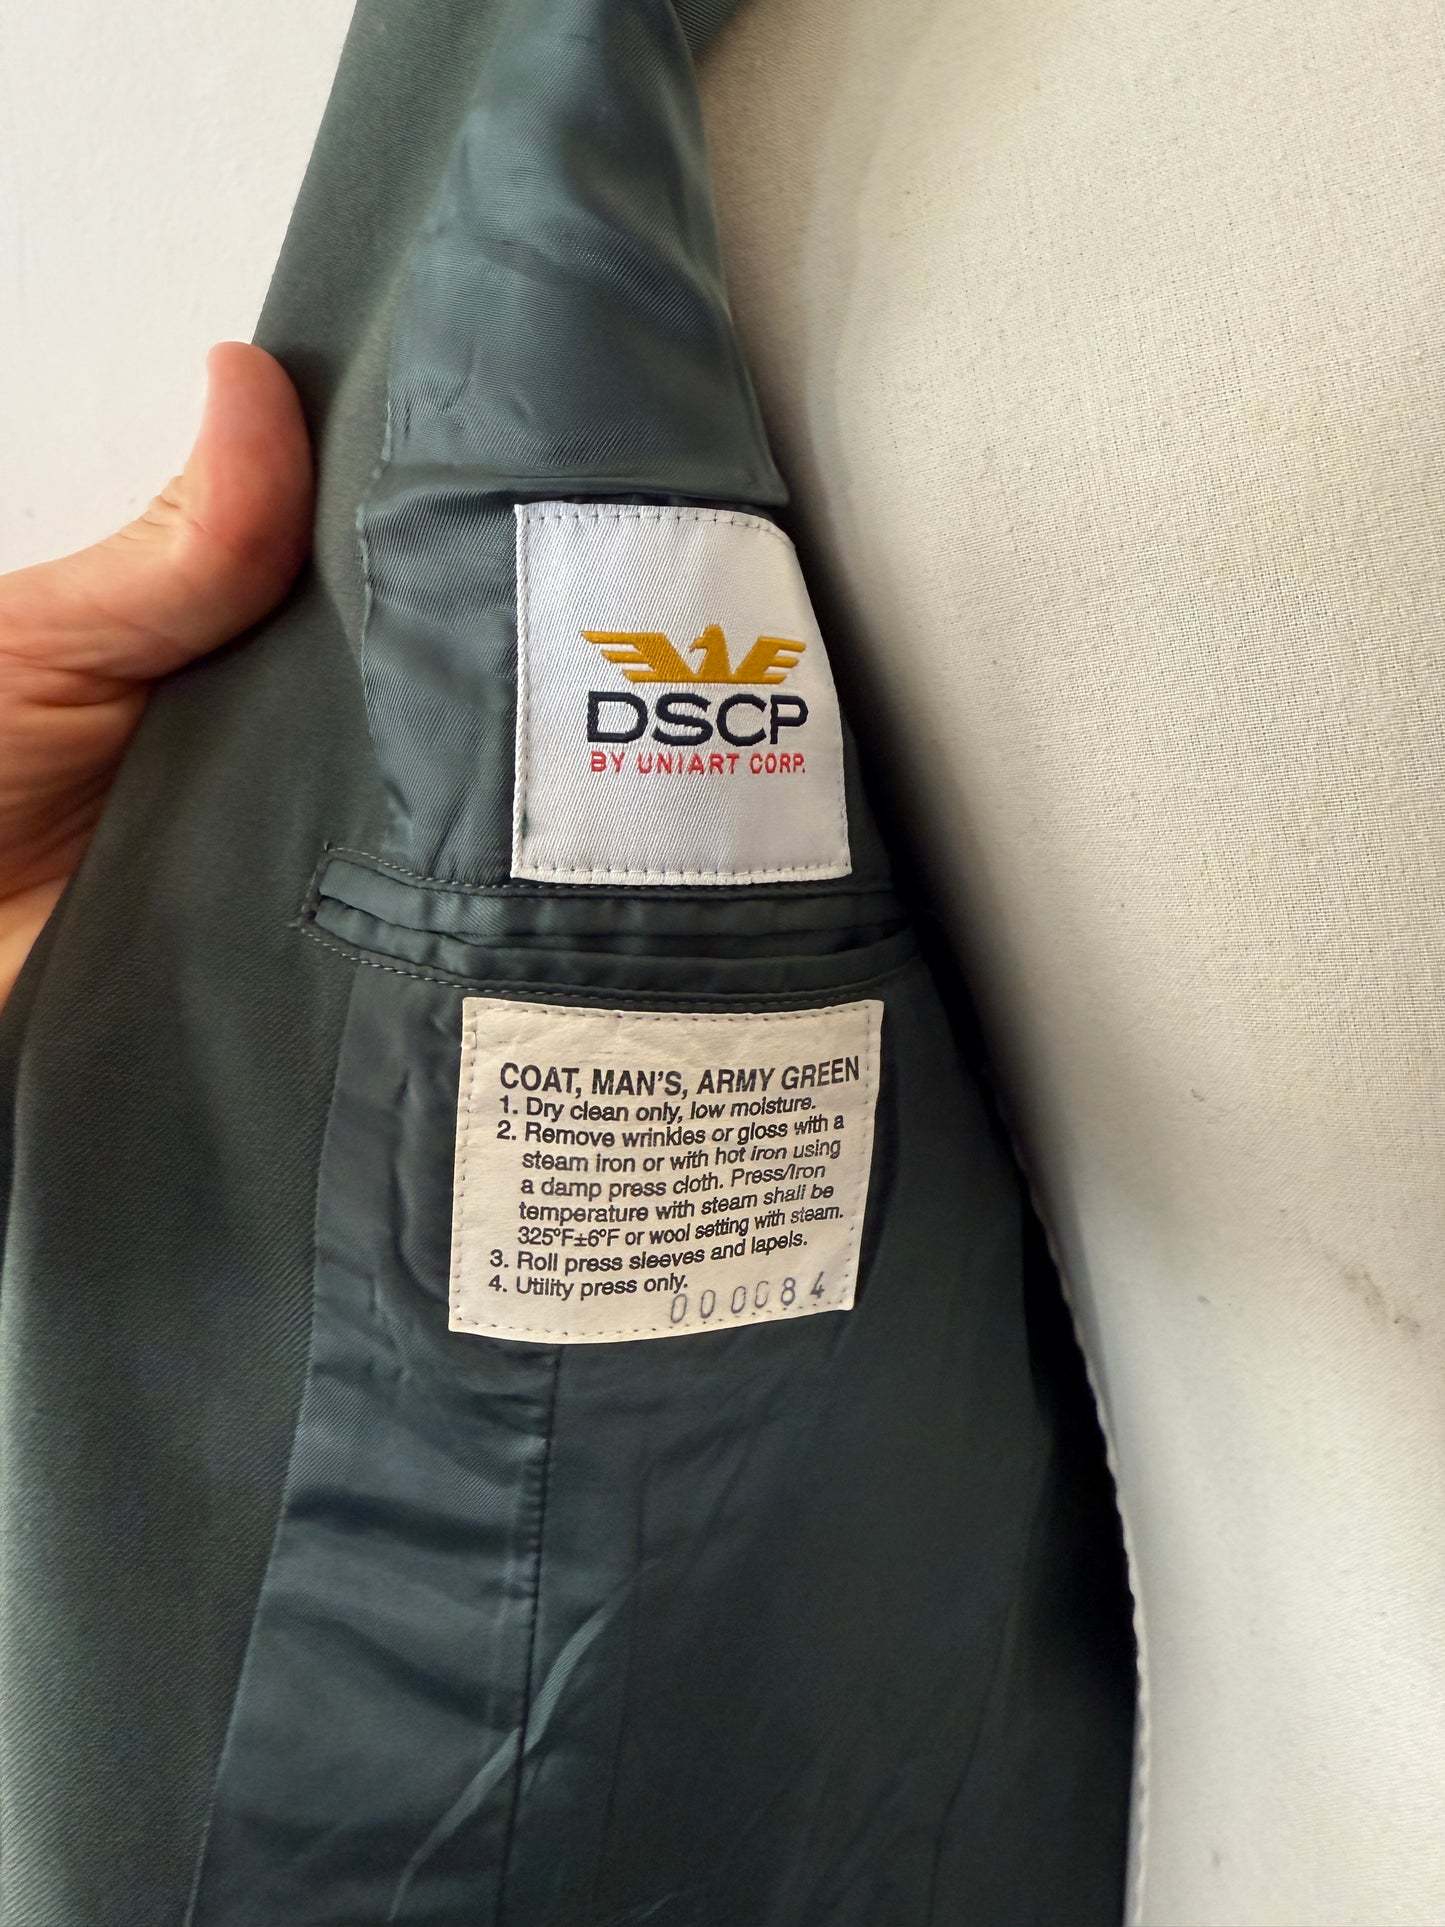 DSCP
BY UNIART CORP.
COAT, MAN'S, ARMY GREEN
1. Dry clean only, low moisture.
2. Remove wrinkles or gloss with a
steam iron or with hot iron using
a damp press cloth. Press/Iron
temperature with steam shall be
325ºF±6ºF or wool setting with steam.
3. Roll press sleeves and lapels.
4. Utility press only.
000084